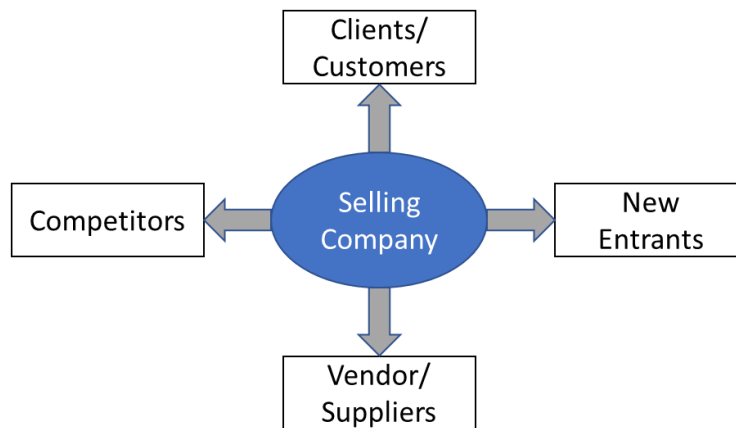 Clients/
Customers
Competitors
Selling
Company
New
Entrants
Vendor/
Suppliers